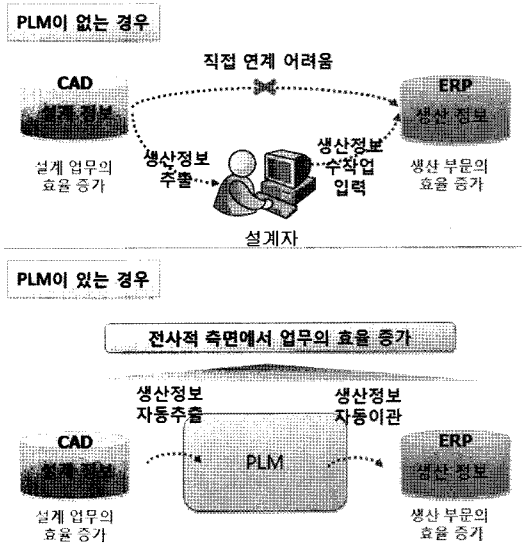 PLM이 없는 경우
직접 연계 어려움
CAD
설계 정보
ERP
생산 정보
생산정보
추출
생산정보
수작업
입력
설계 업무의
효율 증가
생산 부문의
효율 증가
설계자
PLM이 있는 경우
전사적 측면에서 업무의 효율 증가
생산정보
자동추출
생산정보
자동이관
CAD
설계 정보
PLM
ERP
생산 정보
설계 업무의
효율 증가
생산 부문의
효율 증가